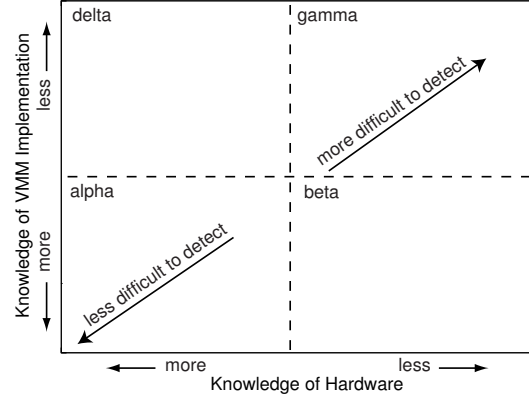 delta
gamma
less
more difficult to detect
Knowledge of VMM Implementation
alpha
beta
more
less difficult to detect
more
less
Knowledge of Hardware